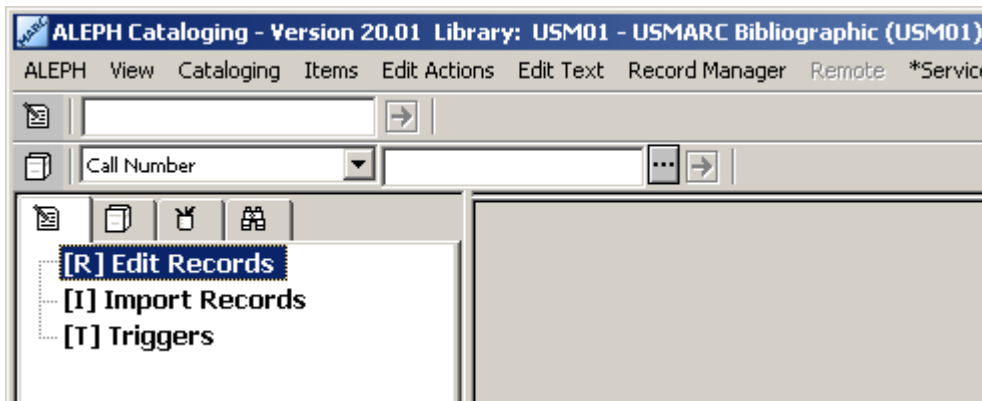 ALEPH Cataloging - Version 20.01 Library: USM01 - USMARC Bibliographic (USM01)
ALEPH View Cataloging Items Edit Actions Edit Text Record Manager Remote *Servic
Call Number
[R] Edit Records
[I] Import Records
[T] Triggers